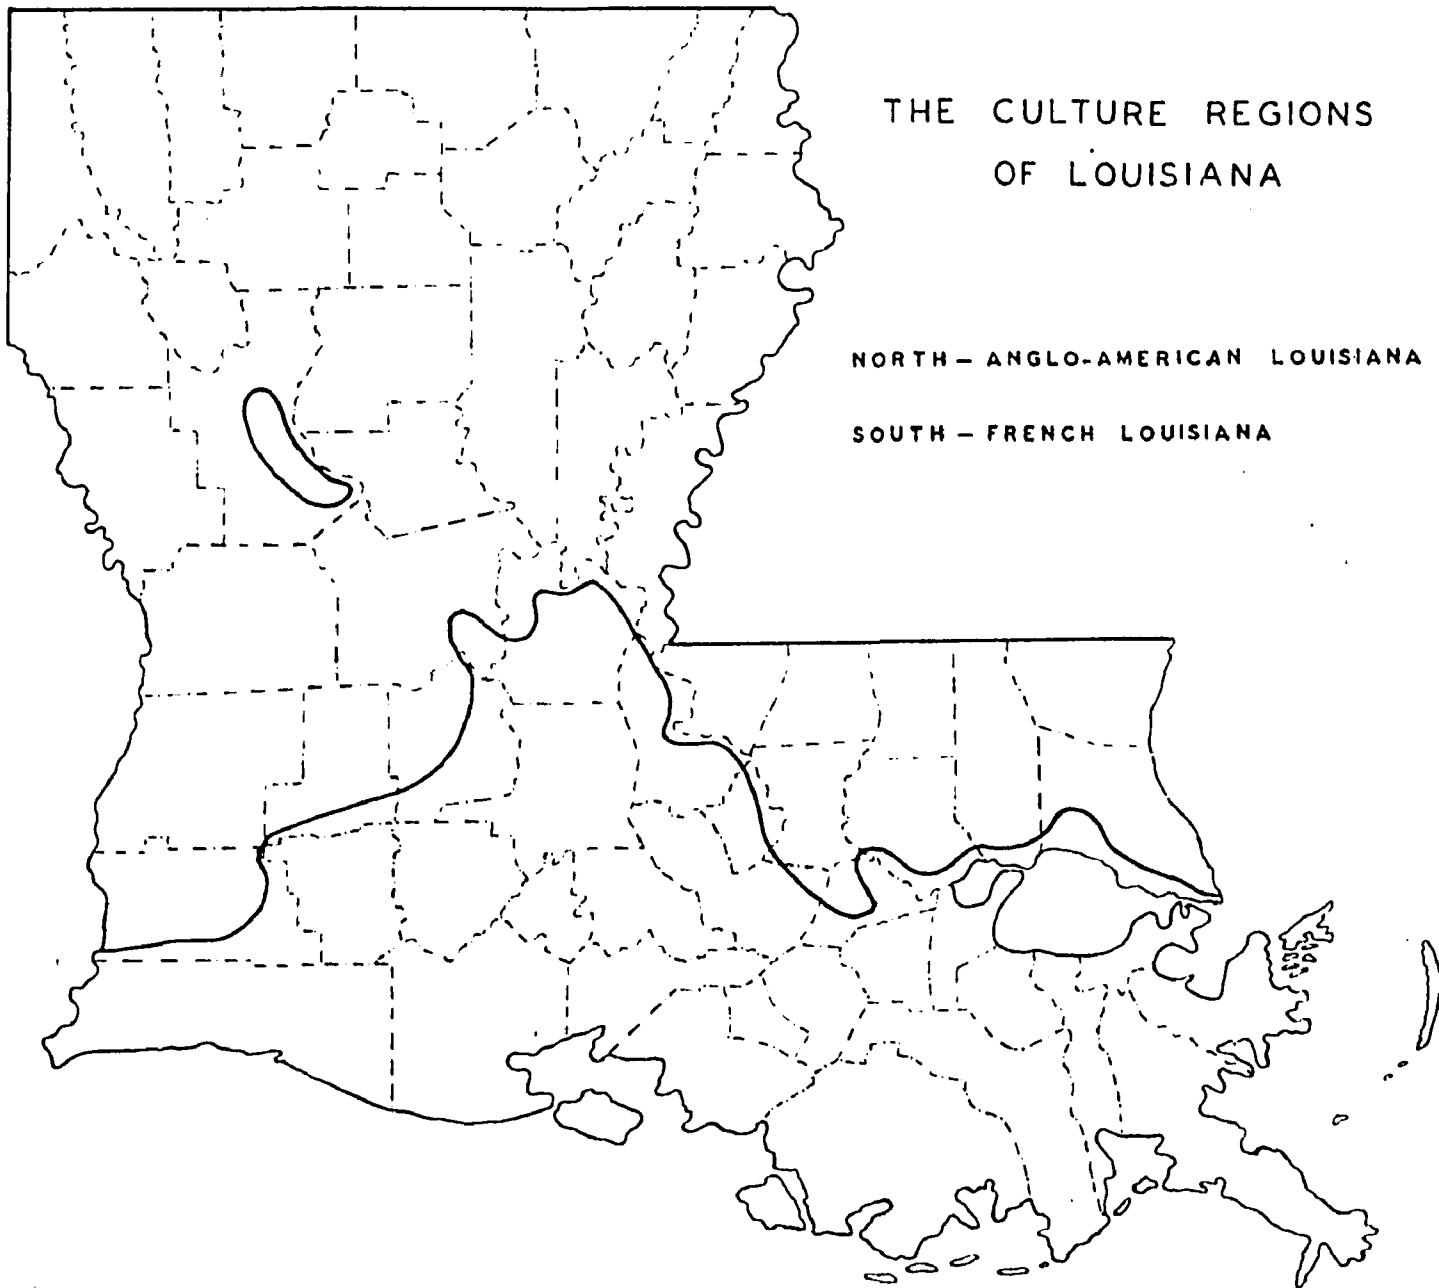 THE CULTURE REGIONS
OF LOUISIANA
NORTH – ANGLO-AMERICAN LOUISIANA
SOUTH – FRENCH LOUISIANA